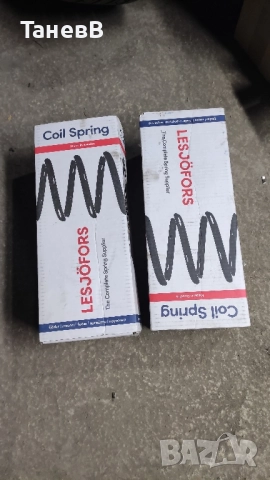 ТаневВ
Coil Spring
LESJÖFORS
The Complete Spring Supplier
LESJÖFORS
The Complete Spring Supplier
Coil Spring
BAZAR